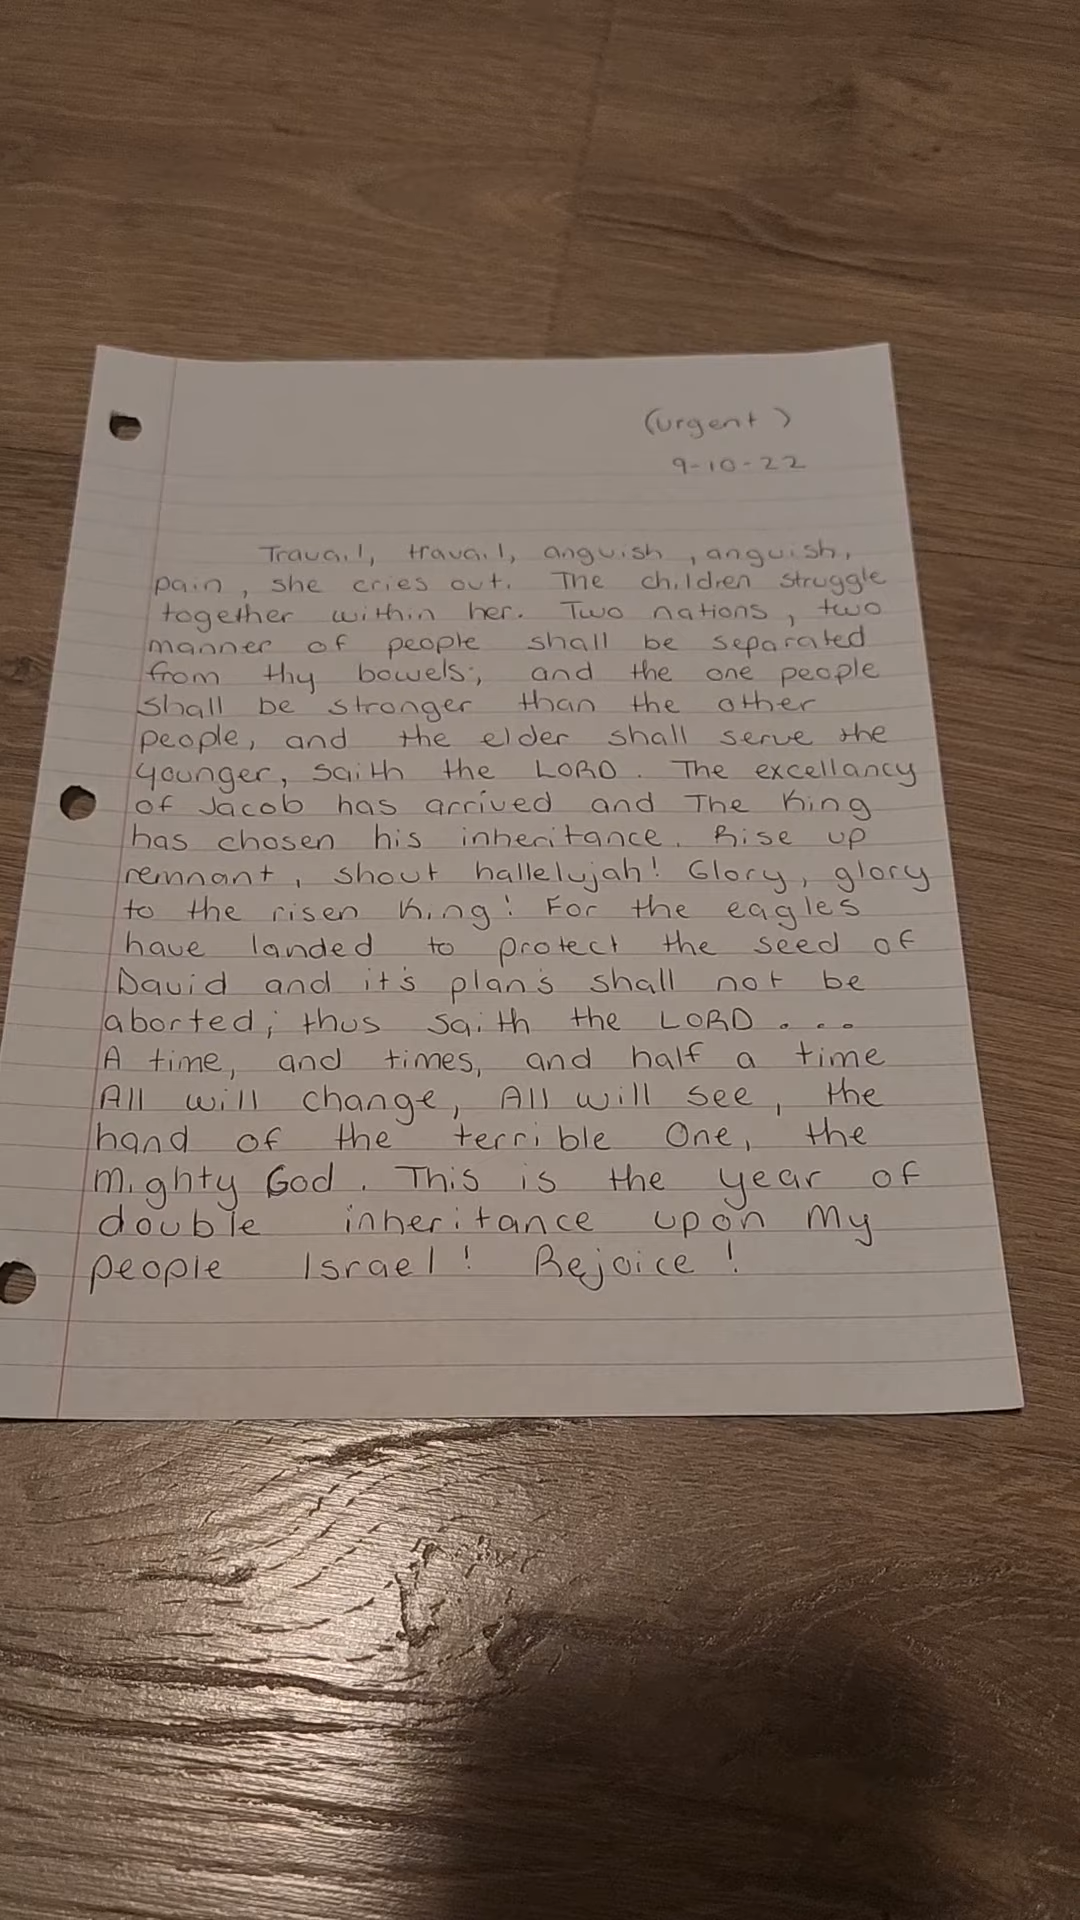 (urgent)
9-10-22
Travail, travail, anguish, anguish,
pain, she cries out. The children struggle
together within her. Two nations, two
manner of people shall be separated
from thy bowels; and the one people
shall be stronger than the other
people, and the elder shall serve the
younger, saith the LORD. The excellancy
of Jacob has arrived and The King
has chosen his inheritance. Rise up
remnant, shout hallelujah! Glory, glory
to the risen King! For the eagles
have landed to protect the seed of
David and it's plans shall not be
aborted; thus saith the LORD....
A time, and times, and half a time
All will change, All will see, the
hand of the terrible One, the
mighty God. This is the year of
double inheritance upon My
people Israel! Rejoice!